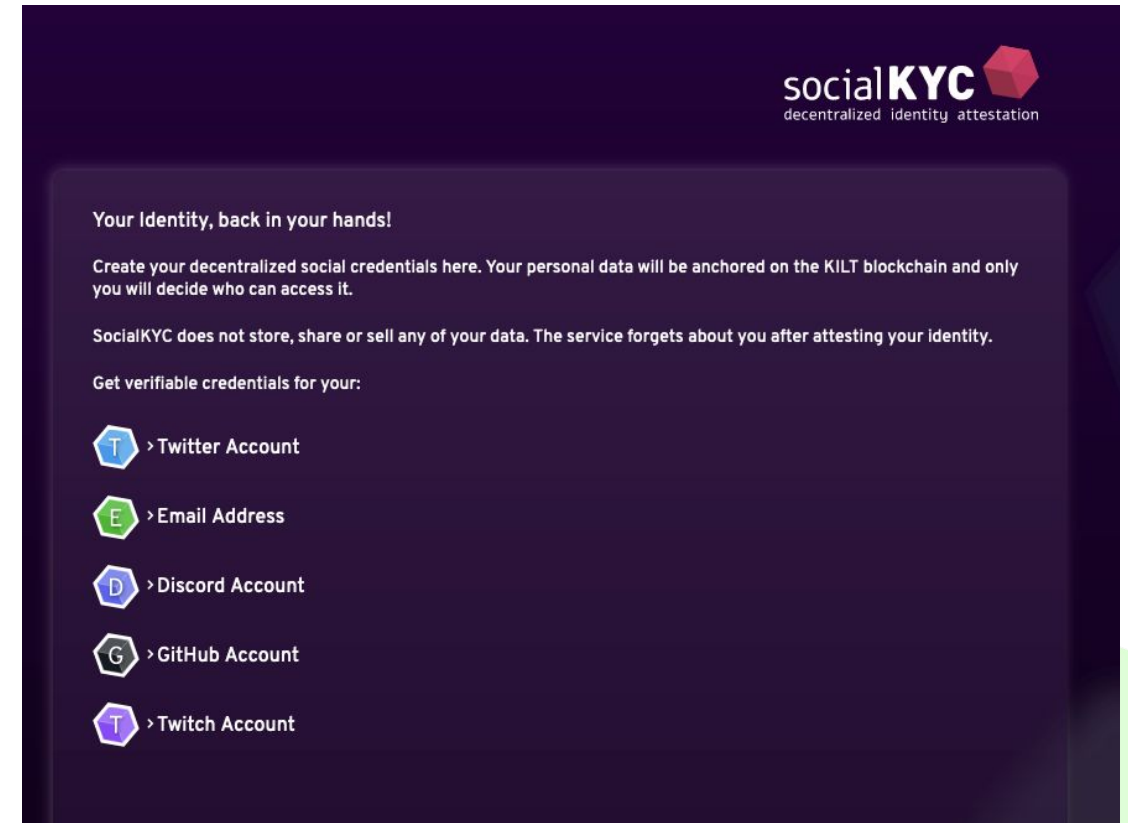 social KYC
decentralized identity attestation
Your Identity, back in your hands!
Create your decentralized social credentials here. Your personal data will be anchored on the KILT blockchain and only
you will decide who can access it.
SocialKYC does not store, share or sell any of your data. The service forgets about you after attesting your identity.
Get verifiable credentials for your:
T > Twitter Account
E > Email Address
D > Discord Account
G > GitHub Account
T > Twitch Account